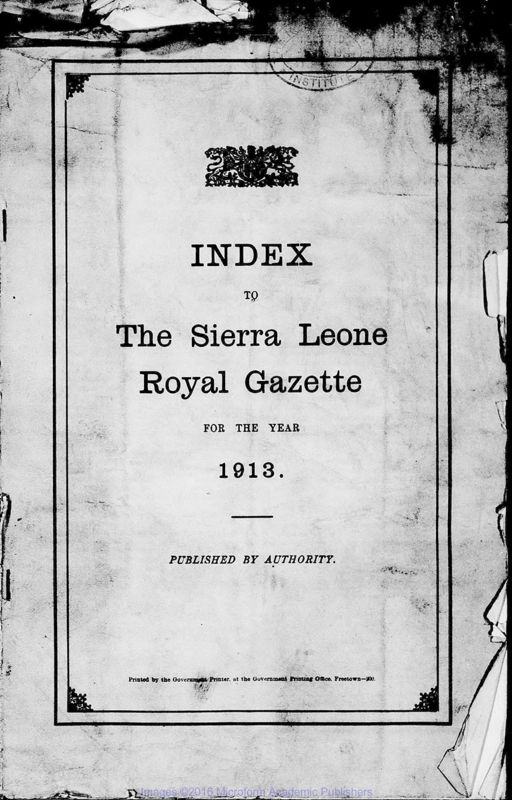 INSTITUTE
INDEX
TO
The Sierra Leone
Royal Gazette
FOR THE YEAR
1913.
PUBLISHED BY AUTHORITY.
Printed by the Government Printer, at the Government Printing Office, Freetown—
Images ©2016 Microform Academic Publishers